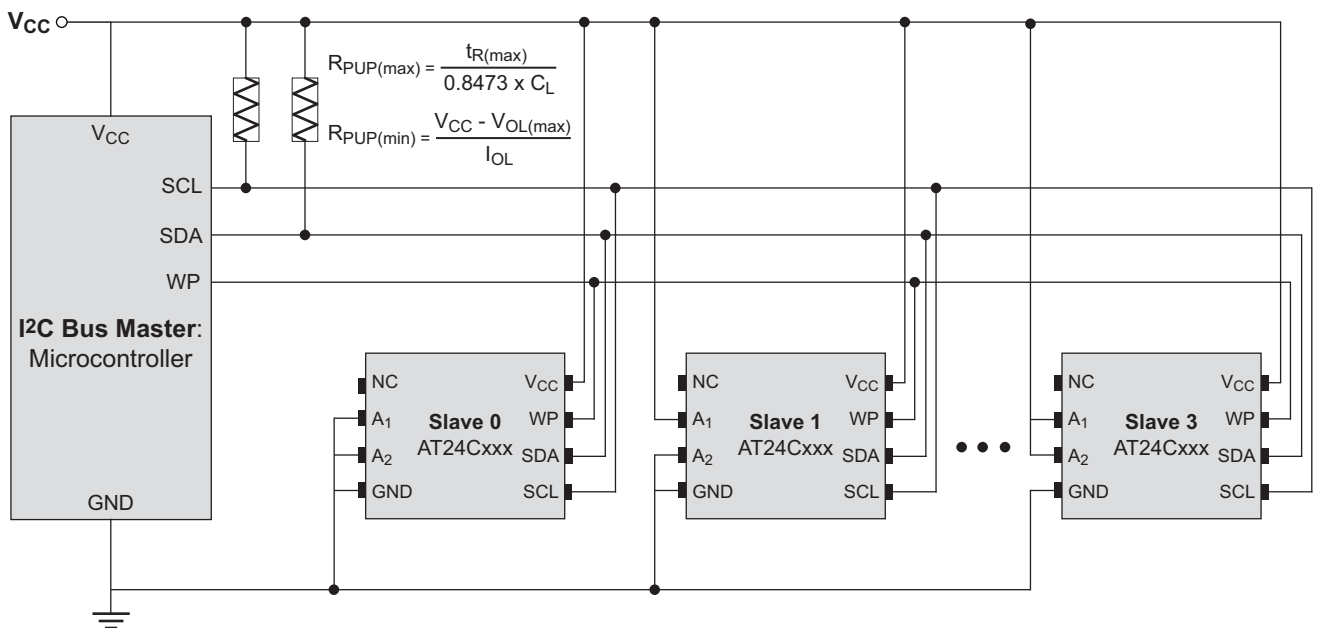 VCC
RPUP(max) = tR(max) / 0.8473 x CL
RPUP(min) = VCC - VOL(max) / IOL
VCC
SCL
SDA
WP
I2C Bus Master:
Microcontroller
GND
NC
A1
A2
GND
Slave 0
AT24Cxxx
VCC
WP
SDA
SCL
NC
A1
A2
GND
Slave 1
AT24Cxxx
VCC
WP
SDA
SCL
NC
A1
A2
GND
Slave 3
AT24Cxxx
VCC
WP
SDA
SCL